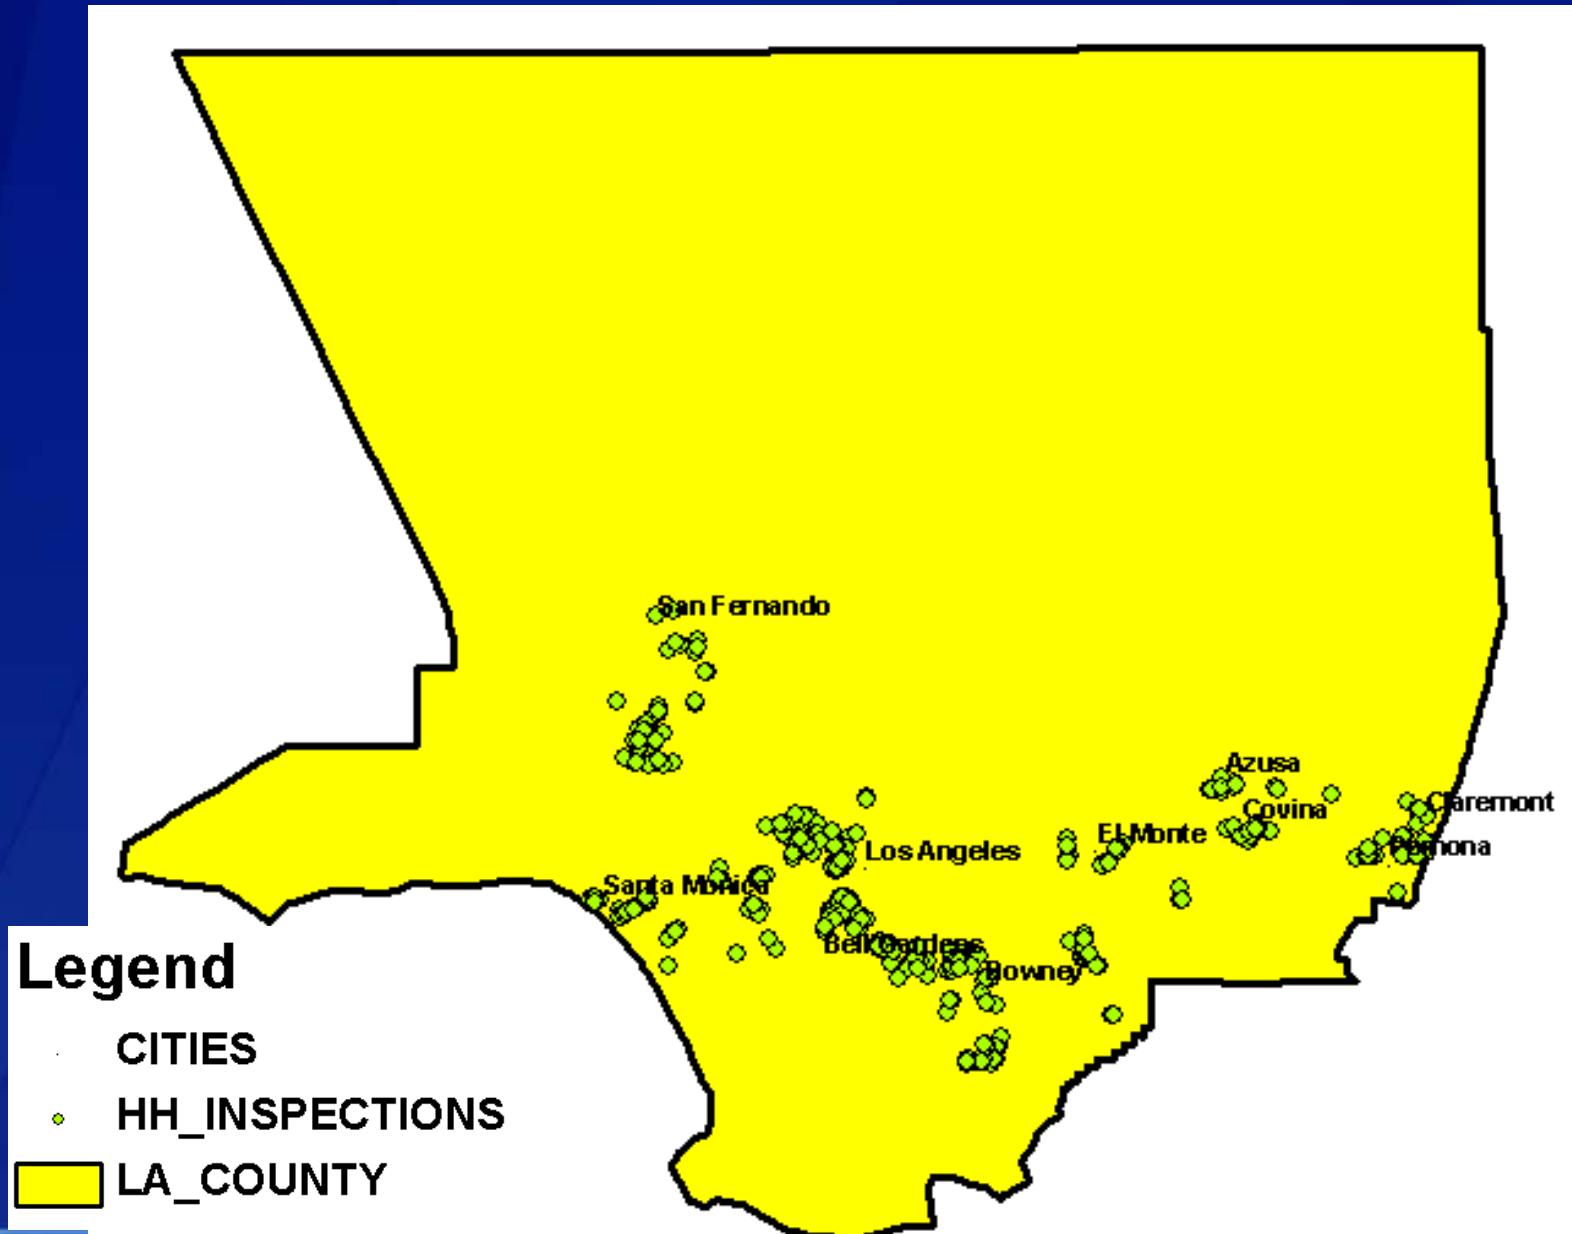 San Fernando
Azusa
Claremont
Covina
El Monte
Pomona
Los Angeles
Santa Monica
Bell Gardens
Downey
Legend
CITIES
HH_INSPECTIONS
LA_COUNTY